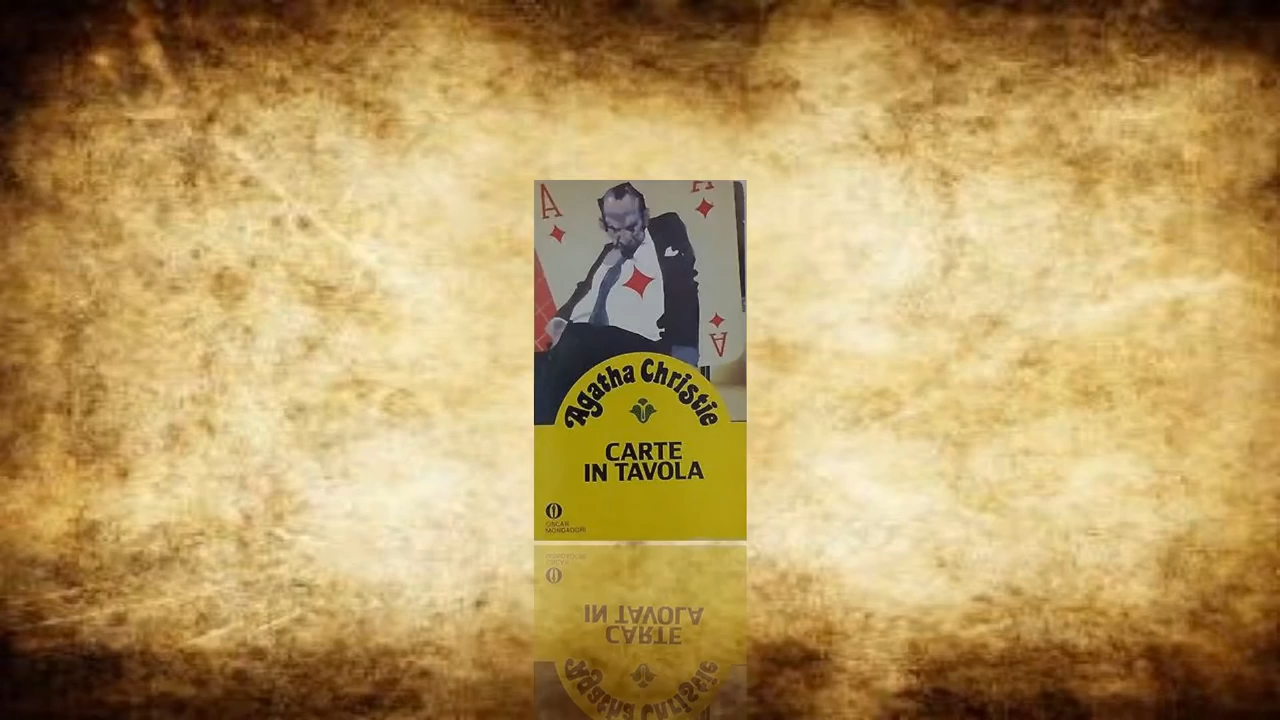 A
A
Agatha Christie
CARTE
IN TAVOLA
OSCAR
MONDADORI
A